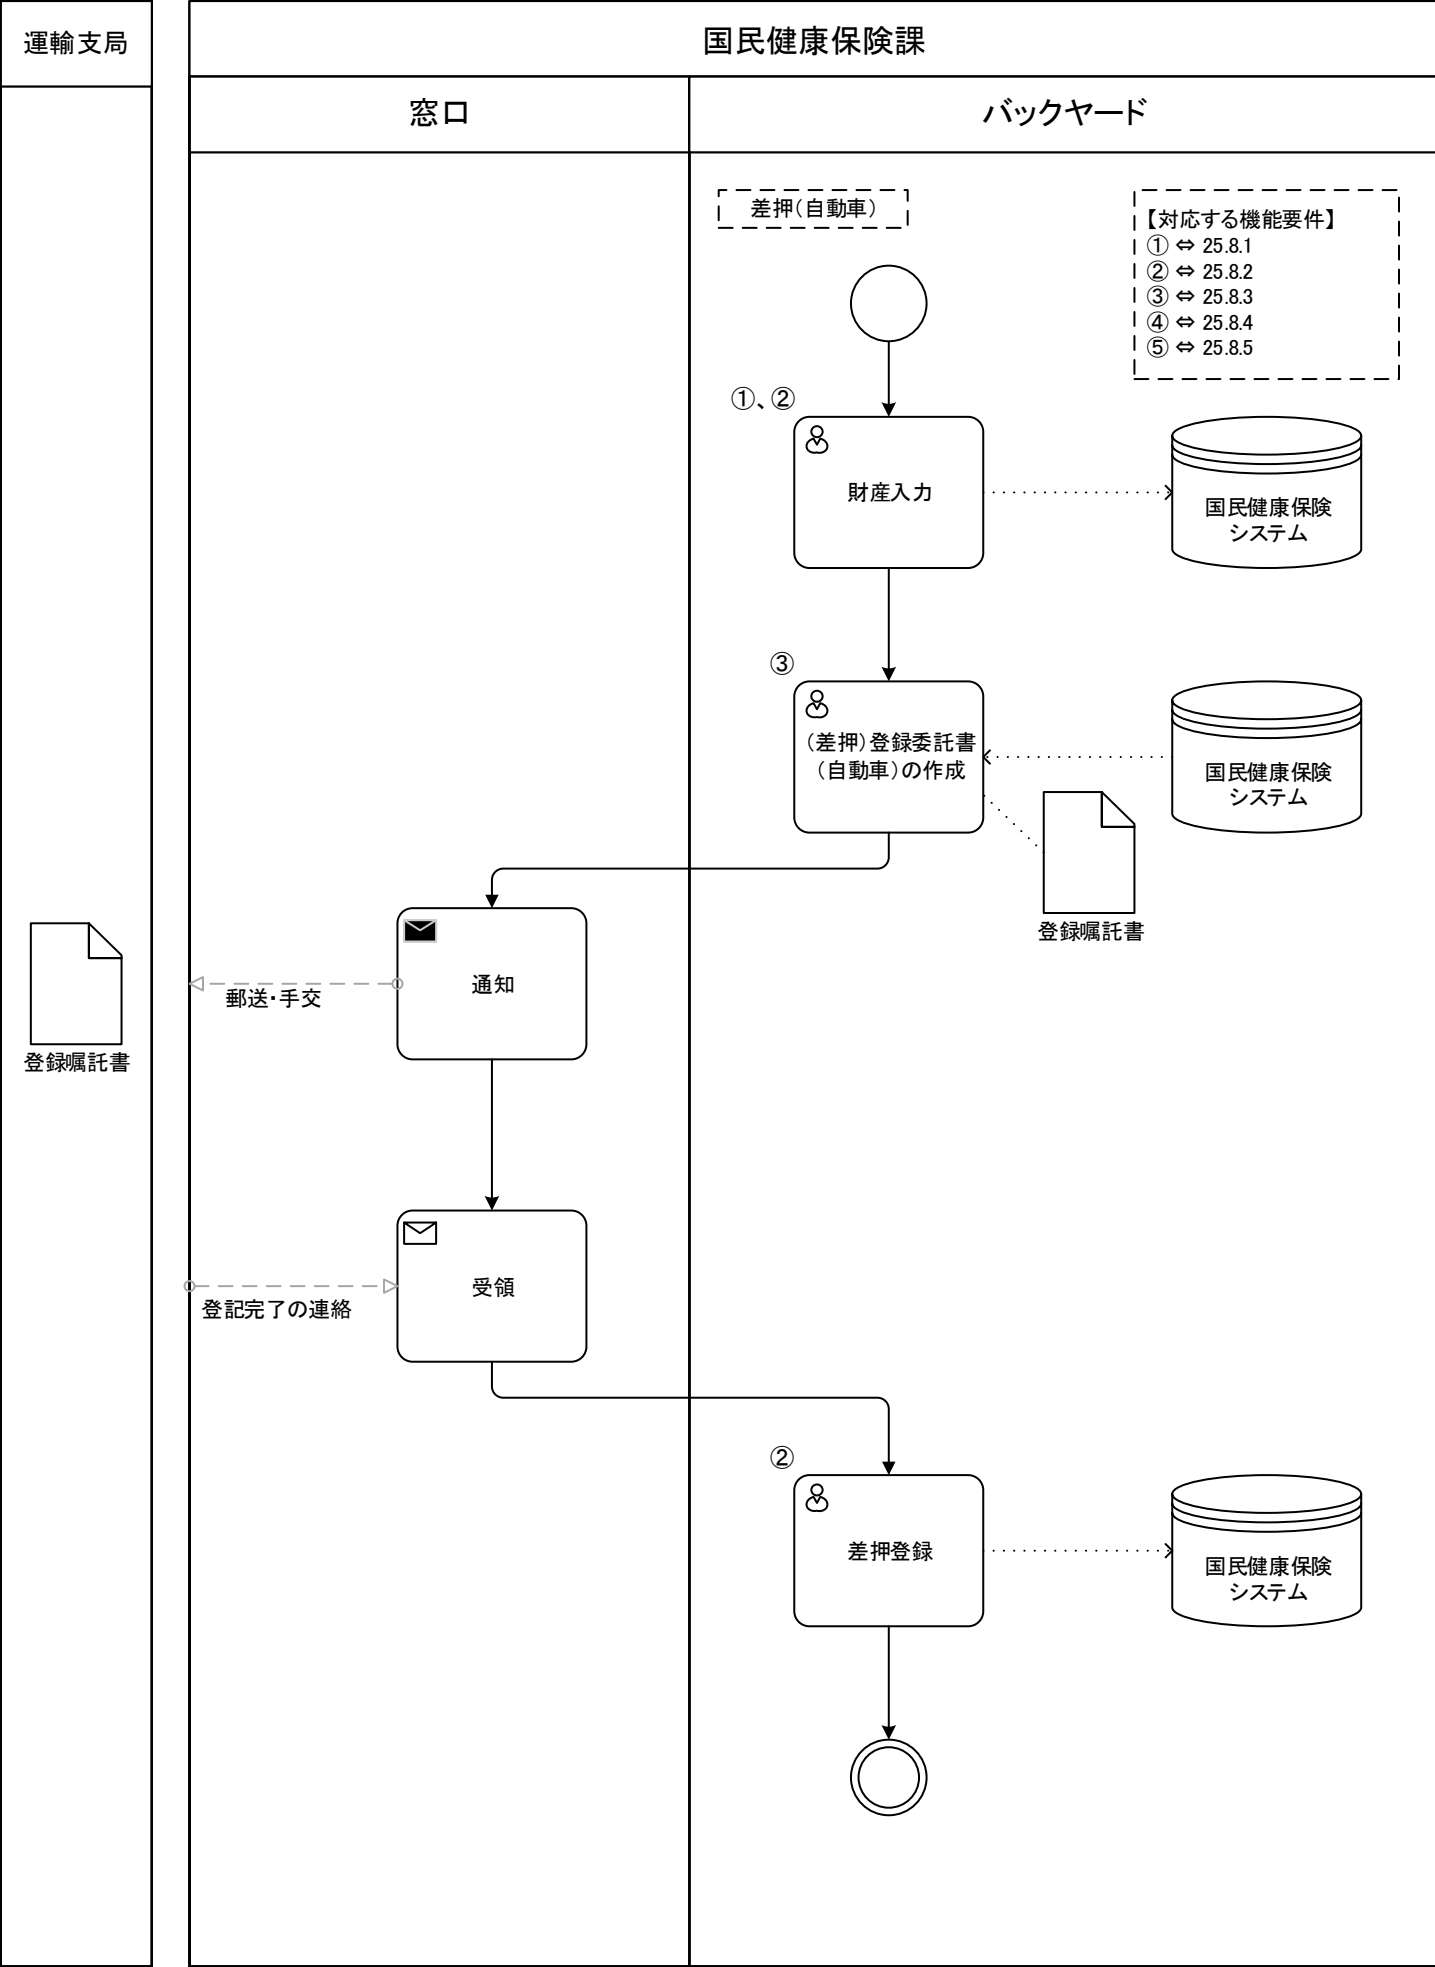 運輸支局
国民健康保険課
窓口
バックヤード
差押（自動車）
【対応する機能要件】
① ⇔ 25.8.1
② ⇔ 25.8.2
③ ⇔ 25.8.3
④ ⇔ 25.8.4
⑤ ⇔ 25.8.5
①、②
財産入力
国民健康保険
システム
③
（差押）登録委託書
（自動車）の作成
国民健康保険
システム
登録嘱託書
通知
郵送・手交
登録嘱託書
受領
登記完了の連絡
②
差押登録
国民健康保険
システム